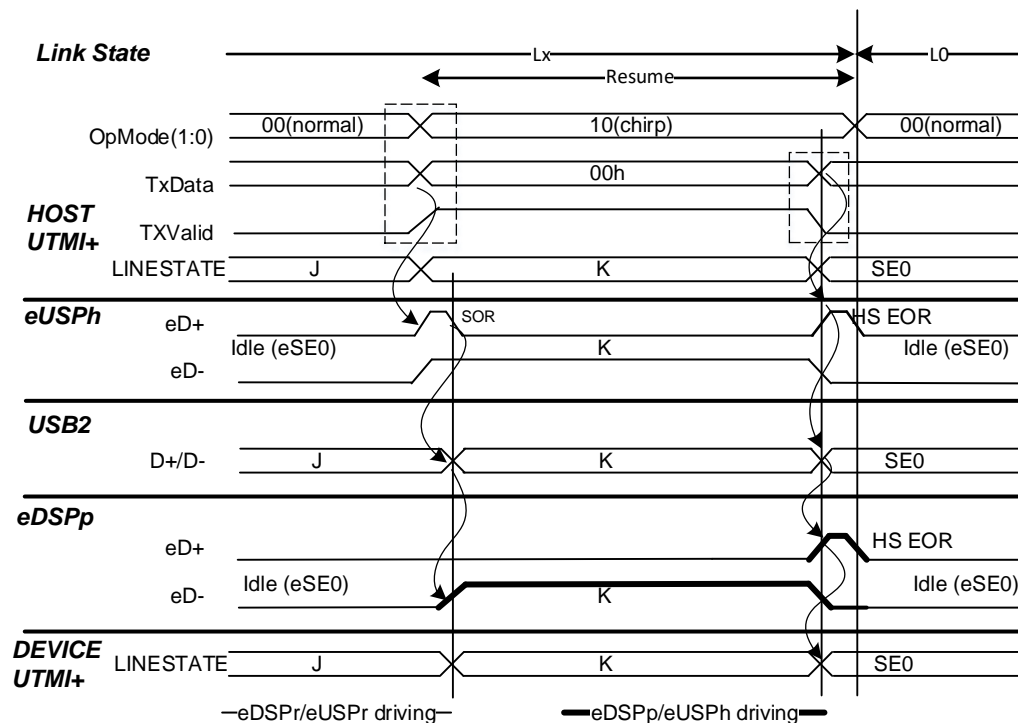 Link State
Lx
L0
Resume
OpMode(1:0)
00(normal)
10(chirp)
00(normal)
TxData
00h
HOST
UTMI+
TXValid
LINESTATE
J
K
SE0
eUSPh
eD+
SOR
HS EOR
Idle (eSE0)
K
Idle (eSE0)
eD-
USB2
D+/D-
J
K
SE0
eDSPp
eD+
HS EOR
eD-
Idle (eSE0)
K
Idle (eSE0)
DEVICE
UTMI+
LINESTATE
J
K
SE0
eDSPr/eUSPr driving
eDSPp/eUSPh driving